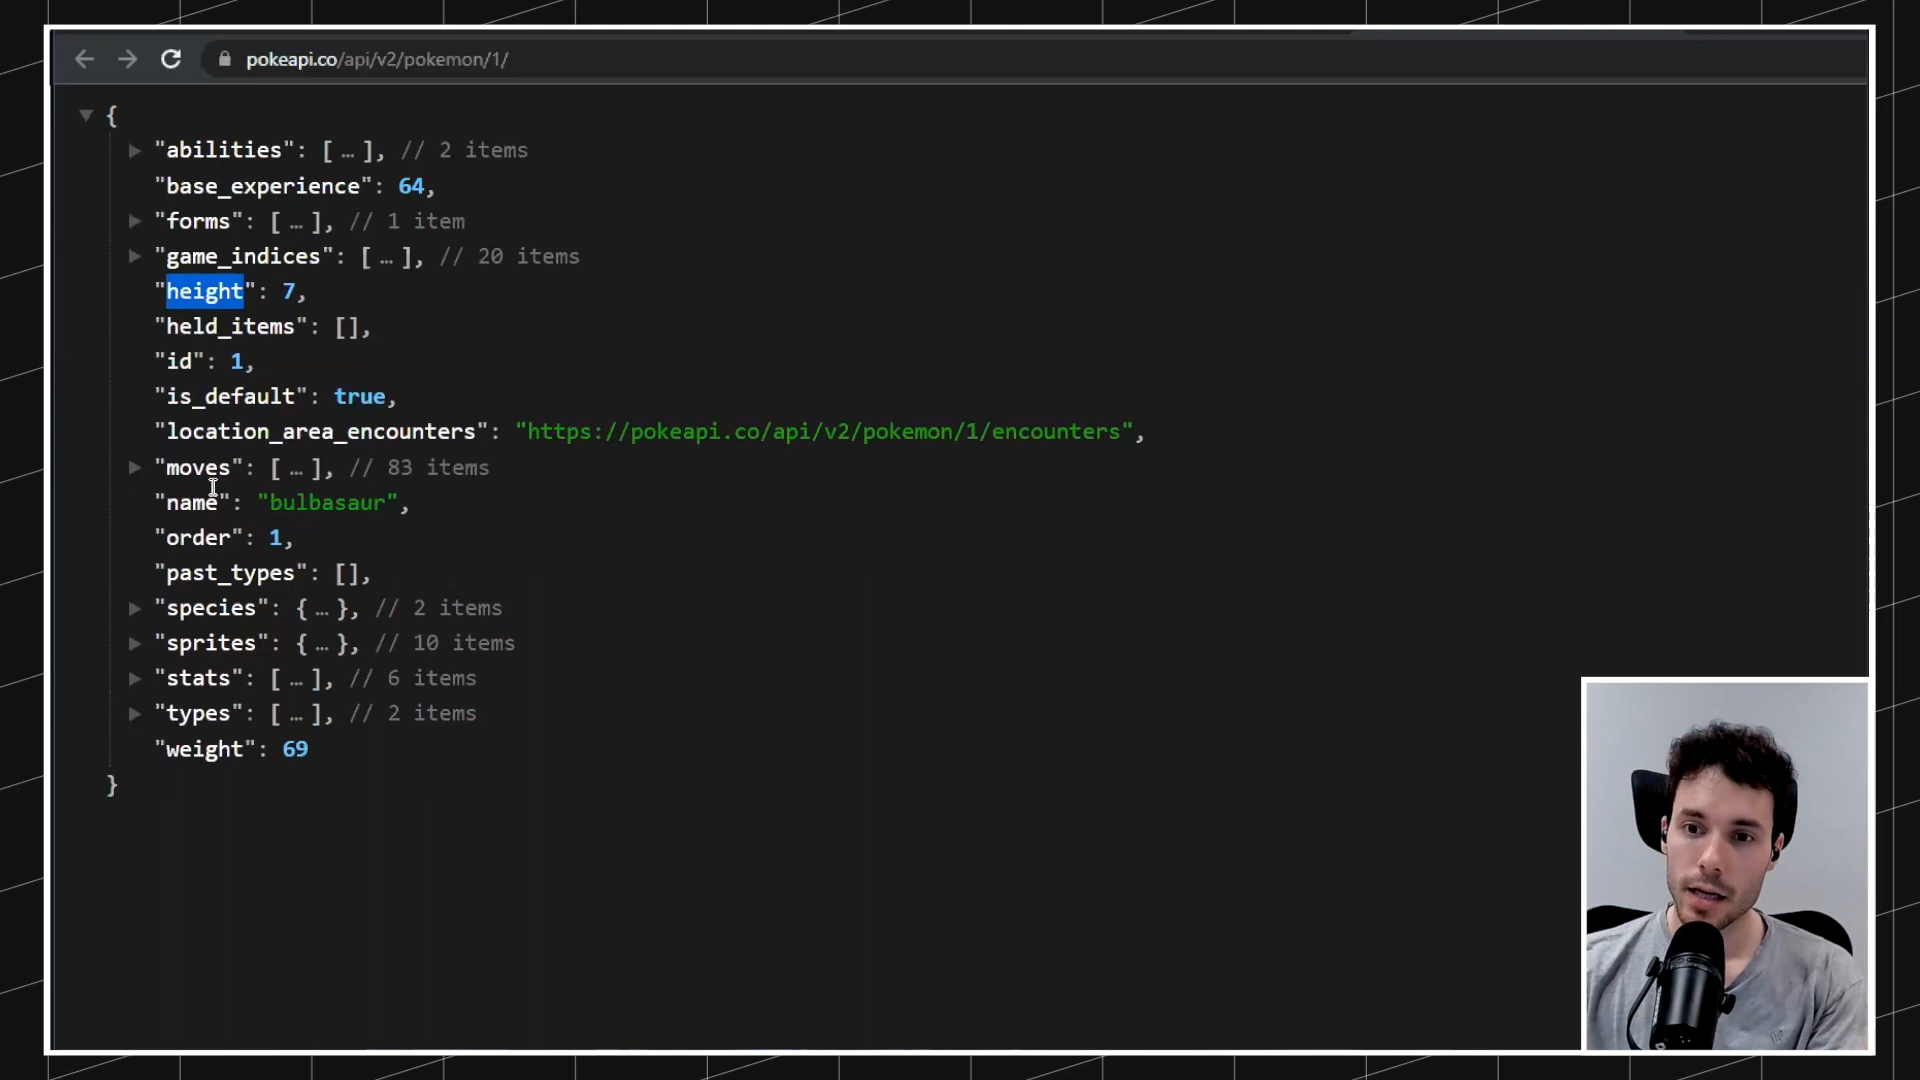 pokeapi.co/api/v2/pokemon/1/
{
"abilities": [ … ], // 2 items
"base_experience": 64,
"forms": [ … ], // 1 item
"game_indices": [ … ], // 20 items
"height": 7,
"held_items": [],
"id": 1,
"is_default": true,
"location_area_encounters": "https://pokeapi.co/api/v2/pokemon/1/encounters",
"moves": [ … ], // 83 items
"name": "bulbasaur",
"order": 1,
"past_types": [],
"species": { … }, // 2 items
"sprites": { … }, // 10 items
"stats": [ … ], // 6 items
"types": [ … ], // 2 items
"weight": 69
}